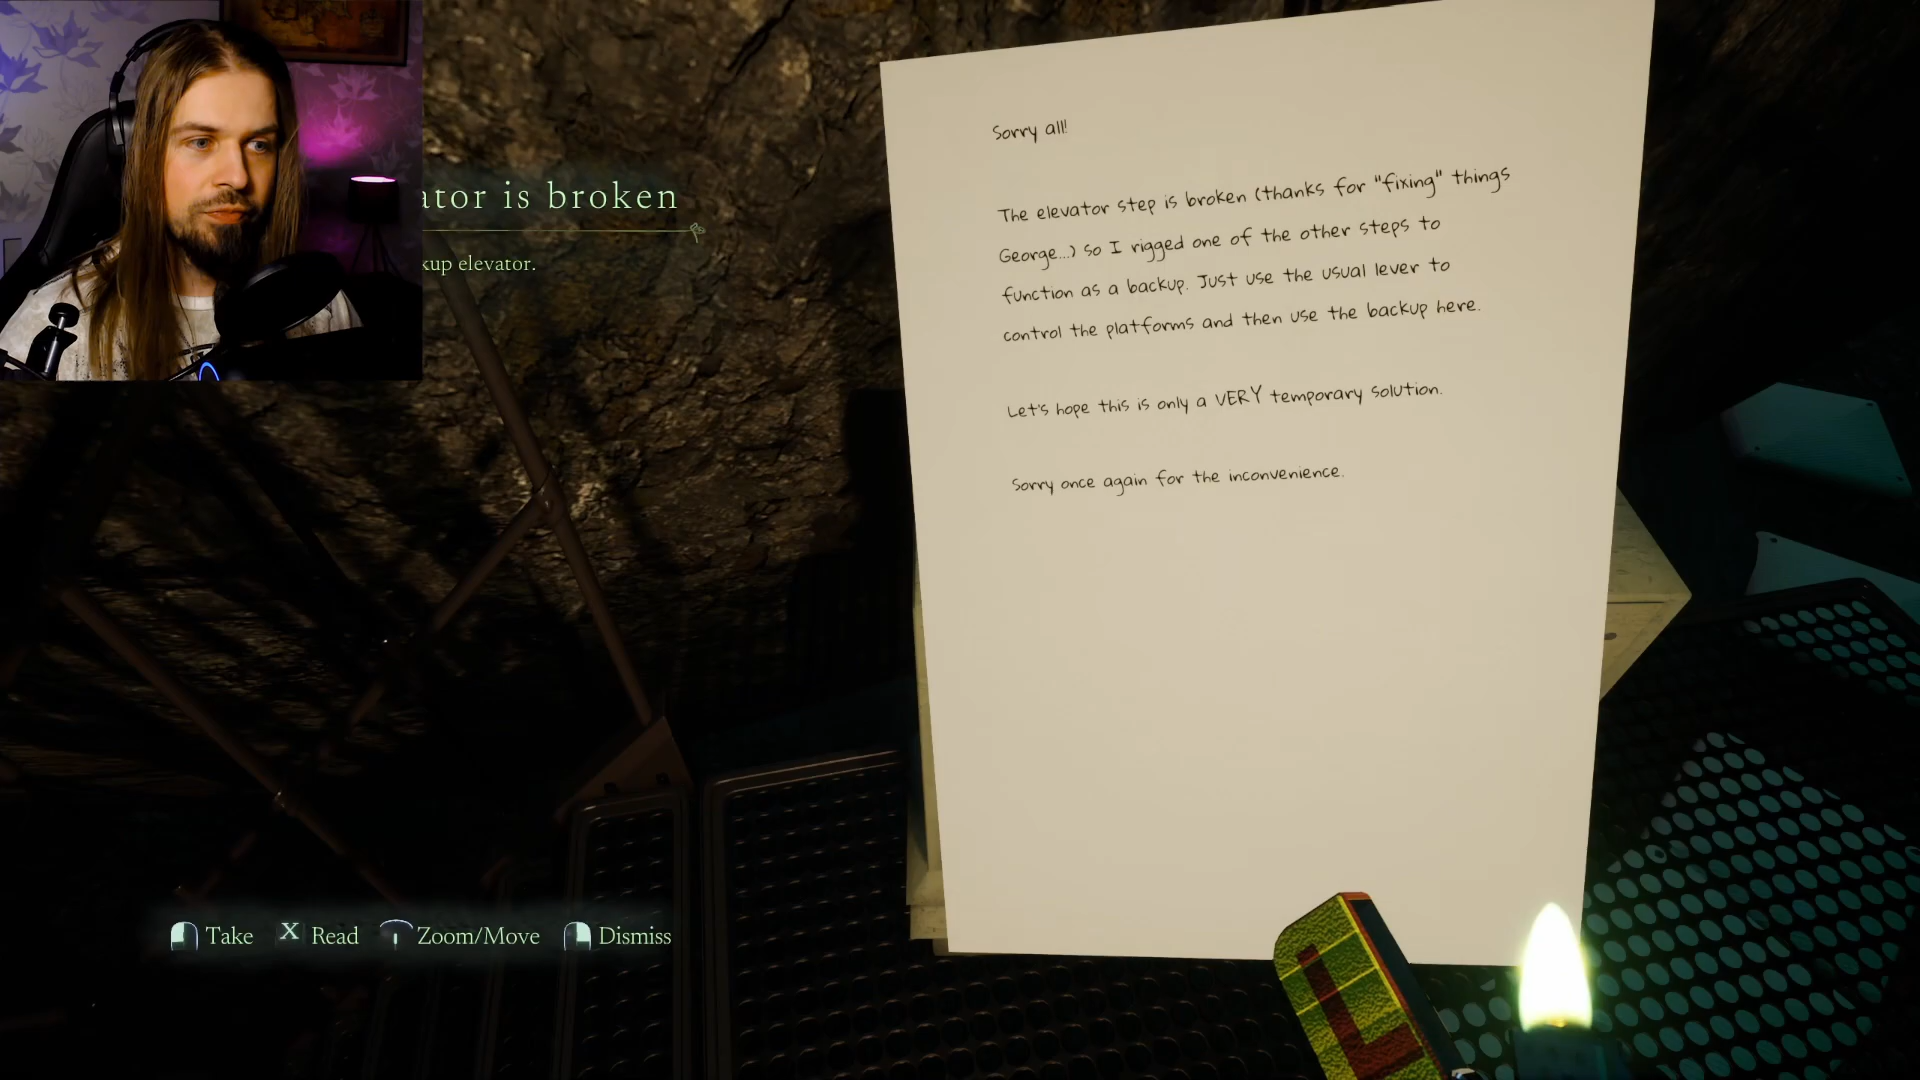 ator is broken
kup elevator.
Sorry all!
The elevator step is broken (thanks for "fixing" things
George...) so I rigged one of the other steps to
function as a backup. Just use the usual lever to
control the platforms and then use the backup here.
Let's hope this is only a VERY temporary solution.
Sorry once again for the inconvenience.
Take X Read Zoom/Move Dismiss